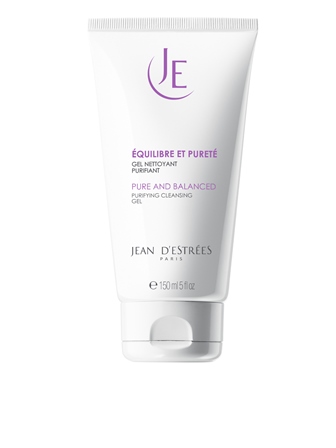 JE
ÉQUILIBRE ET PURETÉ
GEL NETTOYANT
PURIFIANT
PURE AND BALANCED
PURIFYING CLEANSING
GEL
JEAN D'ESTRÉES
PARIS
℮ 150 ml/5 fl oz